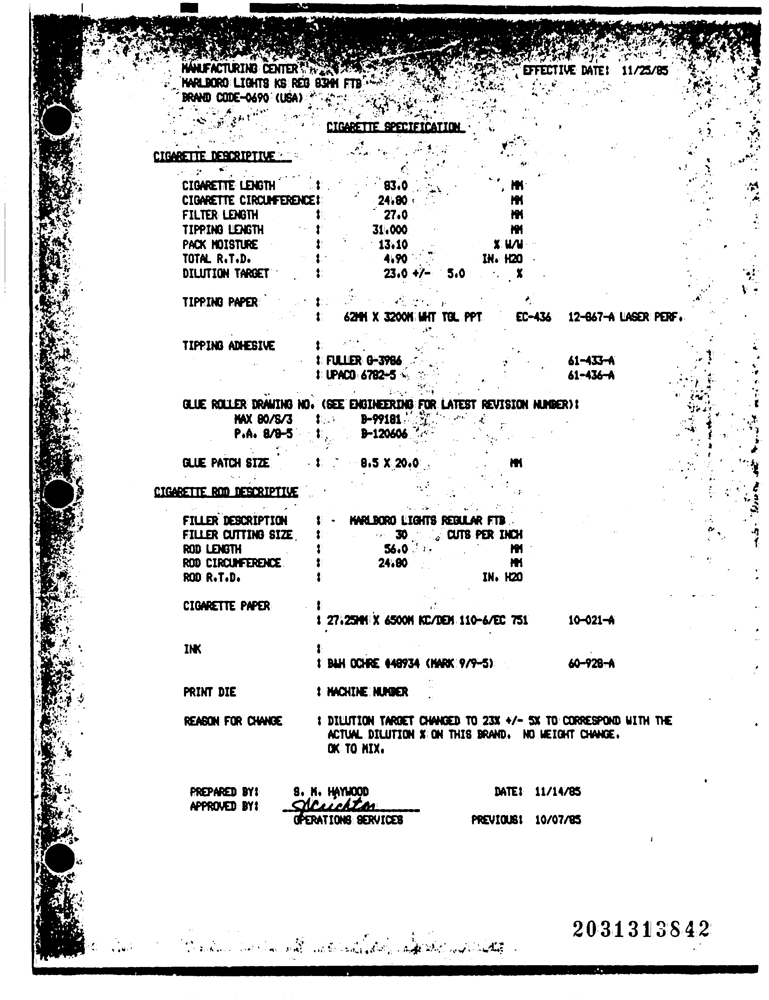 MANUFACTURING CENTER EFFECTIVE DATE: 11/25/85
MARLBORO LIGHTS KS REG 83MM FTB
BRAND CODE-0690 (USA)
CIGARETTE SPECIFICATION
CIGARETTE DESCRIPTIVE
CIGARETTE LENGTH : 83.0 MM
CIGARETTE CIRCUMFERENCE: 24.80 MM
FILTER LENGTH : 27.0 MM
TIPPING LENGTH : 31.000 MM
PACK MOISTURE : 13.10 % W/W
TOTAL R.T.D. : 4.90 IN. H2O
DILUTION TARGET : 23.0 +/- 5.0 %
TIPPING PAPER :
: 62MM X 3200M WHT TGL PPT EC-436 12-867-A LASER PERF.
TIPPING ADHESIVE :
: FULLER G-3986 61-433-A
: UPACO 6782-5 61-436-A
GLUE ROLLER DRAWING NO. (SEE ENGINEERING FOR LATEST REVISION NUMBER):
MAX 80/S/3 : B-99181
P.A. 8/8-5 : B-120606
GLUE PATCH SIZE : 8.5 X 20.0 MM
CIGARETTE ROD DESCRIPTIVE
FILLER DESCRIPTION : - MARLBORO LIGHTS REGULAR FTB
FILLER CUTTING SIZE : 30 CUTS PER INCH
ROD LENGTH : 56.0 MM
ROD CIRCUMFERENCE : 24.80 MM
ROD R.T.D. : IN. H2O
CIGARETTE PAPER :
: 27.25MM X 6500M KC/DEM 110-6/EC 751 10-021-A
INK :
: B&H OCHRE #48934 (MARK 9/9-5) 60-928-A
PRINT DIE : MACHINE NUMBER
REASON FOR CHANGE : DILUTION TARGET CHANGED TO 23% +/- 5% TO CORRESPOND WITH THE
ACTUAL DILUTION % ON THIS BRAND. NO WEIGHT CHANGE.
OK TO MIX.
PREPARED BY: S. M. HAYWOOD DATE: 11/14/85
APPROVED BY:
OPERATIONS SERVICES PREVIOUS: 10/07/85
2031313842